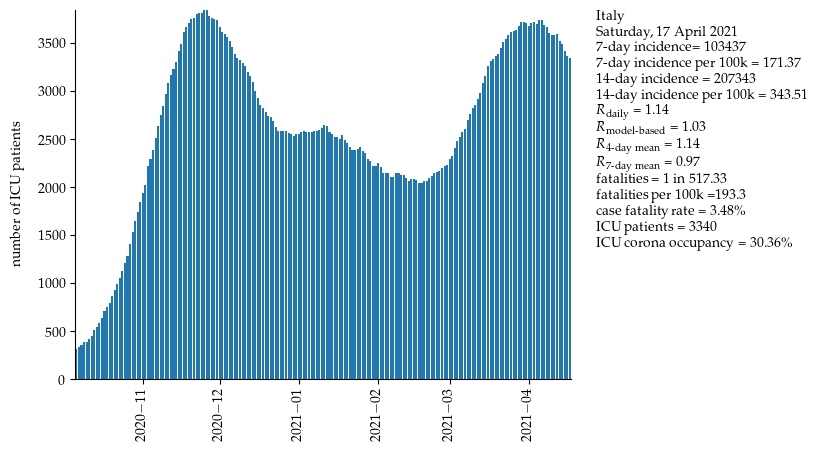 number of ICU patients
3500
3000
2500
2000
1500
1000
500
0
2020−11
2020−12
2021−01
2021−02
2021−03
2021−04
Italy
Saturday, 17 April 2021
7-day incidence= 103437
7-day incidence per 100k = 171.37
14-day incidence = 207343
14-day incidence per 100k = 343.51
R daily = 1.14
R model-based = 1.03
R 4-day mean = 1.14
R 7-day mean = 0.97
fatalities = 1 in 517.33
fatalities per 100k =193.3
case fatality rate = 3.48%
ICU patients = 3340
ICU corona occupancy = 30.36%